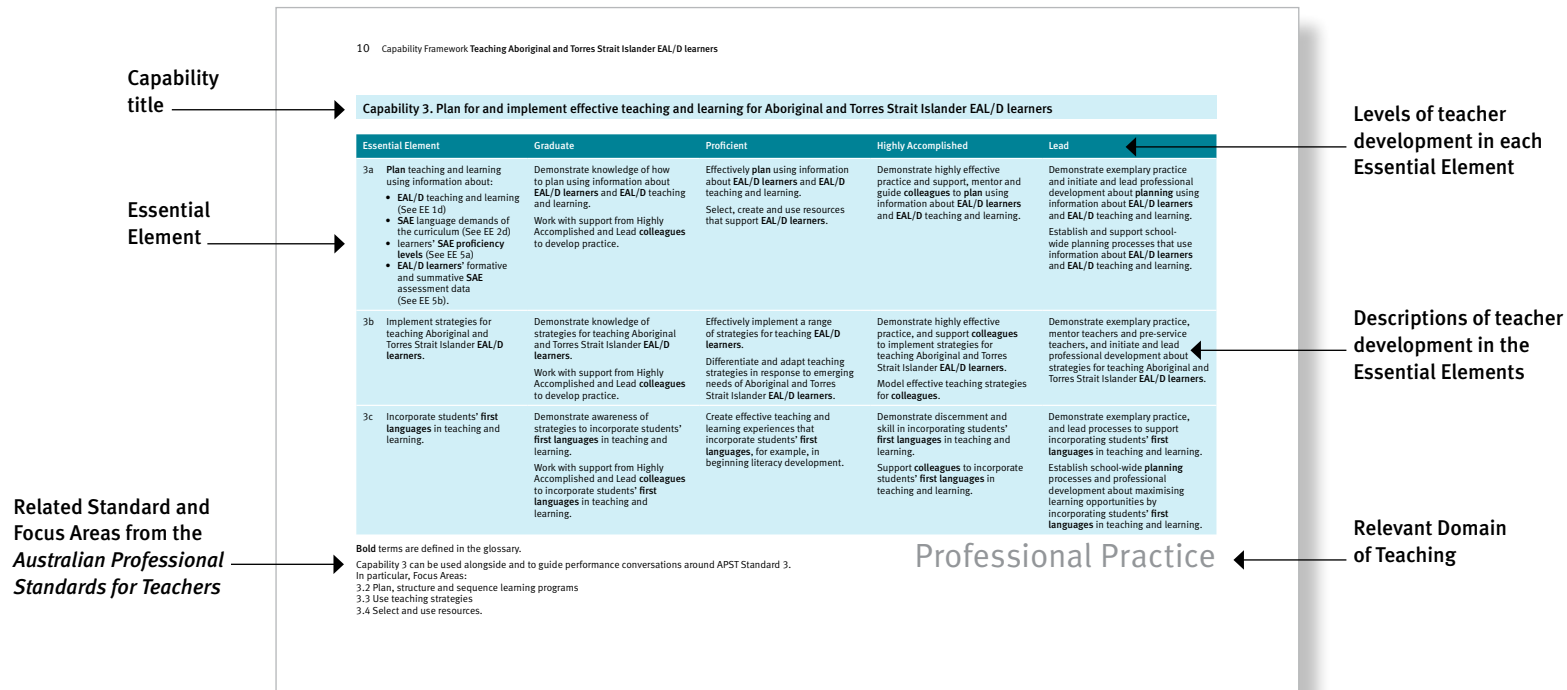 10 Capability Framework Teaching Aboriginal and Torres Strait Islander EAL/D learners
Capability
title
Capability 3. Plan for and implement effective teaching and learning for Aboriginal and Torres Strait Islander EAL/D learners
Levels of teacher
development in each
Essential Element
Essential Element
Graduate
Proficient
Highly Accomplished
Lead
Essential
Element
3a Plan teaching and learning
using information about:
• EAL/D teaching and learning
(See EE 1d)
• SAE language demands of
the curriculum (See EE 2d)
• learners' SAE proficiency
levels (See EE 5a)
• EAL/D learners' formative
and summative SAE
assessment data
(See EE 5b).
Demonstrate knowledge of how
to plan using information about
EAL/D learners and EAL/D teaching
and learning.
Work with support from Highly
Accomplished and Lead colleagues
to develop practice.
Effectively plan using information
about EAL/D learners and EAL/D
teaching and learning.
Select, create and use resources
that support EAL/D learners.
Demonstrate highly effective
practice and support, mentor and
guide colleagues to plan using
information about EAL/D learners
and EAL/D teaching and learning.
Demonstrate exemplary practice
and initiate and lead professional
development about planning using
information about EAL/D learners
and EAL/D teaching and learning.
Establish and support school-
wide planning processes that use
information about EAL/D learners
and EAL/D teaching and learning.
3b Implement strategies for
teaching Aboriginal and
Torres Strait Islander EAL/D
learners.
Demonstrate knowledge of
strategies for teaching Aboriginal
and Torres Strait Islander EAL/D
learners.
Work with support from Highly
Accomplished and Lead colleagues
to develop practice.
Effectively implement a range
of strategies for teaching EAL/D
learners.
Differentiate and adapt teaching
strategies in response to emerging
needs of Aboriginal and Torres
Strait Islander EAL/D learners.
Demonstrate highly effective
practice, and support colleagues
to implement strategies for
teaching Aboriginal and Torres
Strait Islander EAL/D learners.
Model effective teaching strategies
for colleagues.
Demonstrate exemplary practice,
mentor teachers and pre-service
teachers, and initiate and lead
professional development about
strategies for teaching Aboriginal and
Torres Strait Islander EAL/D learners.
Descriptions of teacher
development in the
Essential Elements
3c Incorporate students' first
languages in teaching and
learning.
Demonstrate awareness of
strategies to incorporate students'
first languages in teaching and
learning.
Work with support from Highly
Accomplished and Lead colleagues
to incorporate students' first
languages in teaching and
learning.
Create effective teaching and
learning experiences that
incorporate students' first
languages, for example, in
beginning literacy development.
Demonstrate discernment and
skill in incorporating students'
first languages in teaching and
learning.
Support colleagues to incorporate
students' first languages in
teaching and learning.
Demonstrate exemplary practice,
and lead processes to support
incorporating students' first
languages in teaching and learning.
Establish school-wide planning
processes and professional
development about maximising
learning opportunities by
incorporating students' first
languages in teaching and learning.
Related Standard and
Focus Areas from the
Australian Professional
Standards for Teachers
Bold terms are defined in the glossary.
Capability 3 can be used alongside and to guide performance conversations around APST Standard 3.
In particular, Focus Areas:
3.2 Plan, structure and sequence learning programs
3.3 Use teaching strategies
3.4 Select and use resources.
Professional Practice
Relevant Domain
of Teaching